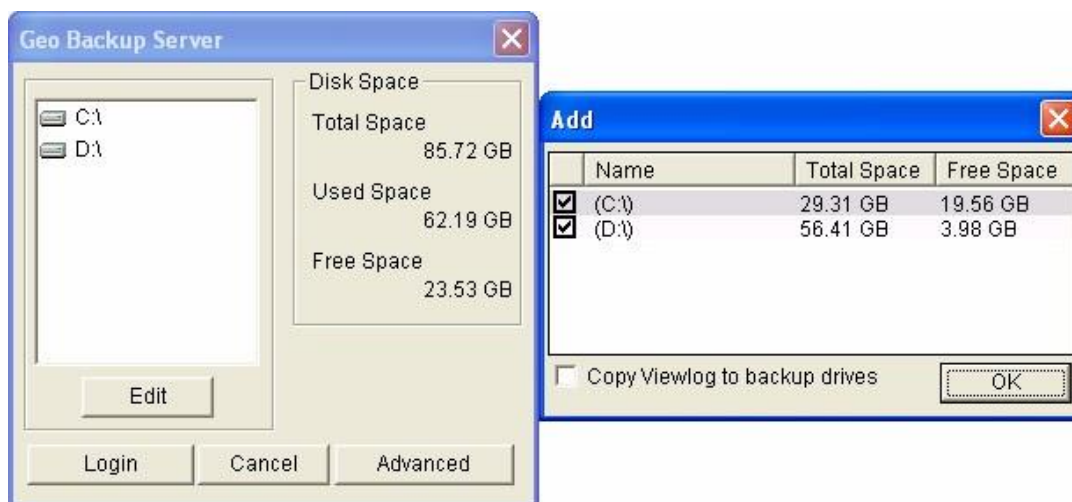 Geo Backup Server
C:\
D:\
Edit
Disk Space
Total Space
85.72 GB
Used Space
62.19 GB
Free Space
23.53 GB
Login Cancel Advanced
Add
Name Total Space Free Space
(C:\) 29.31 GB 19.56 GB
(D:\) 56.41 GB 3.98 GB
Copy Viewlog to backup drives
OK